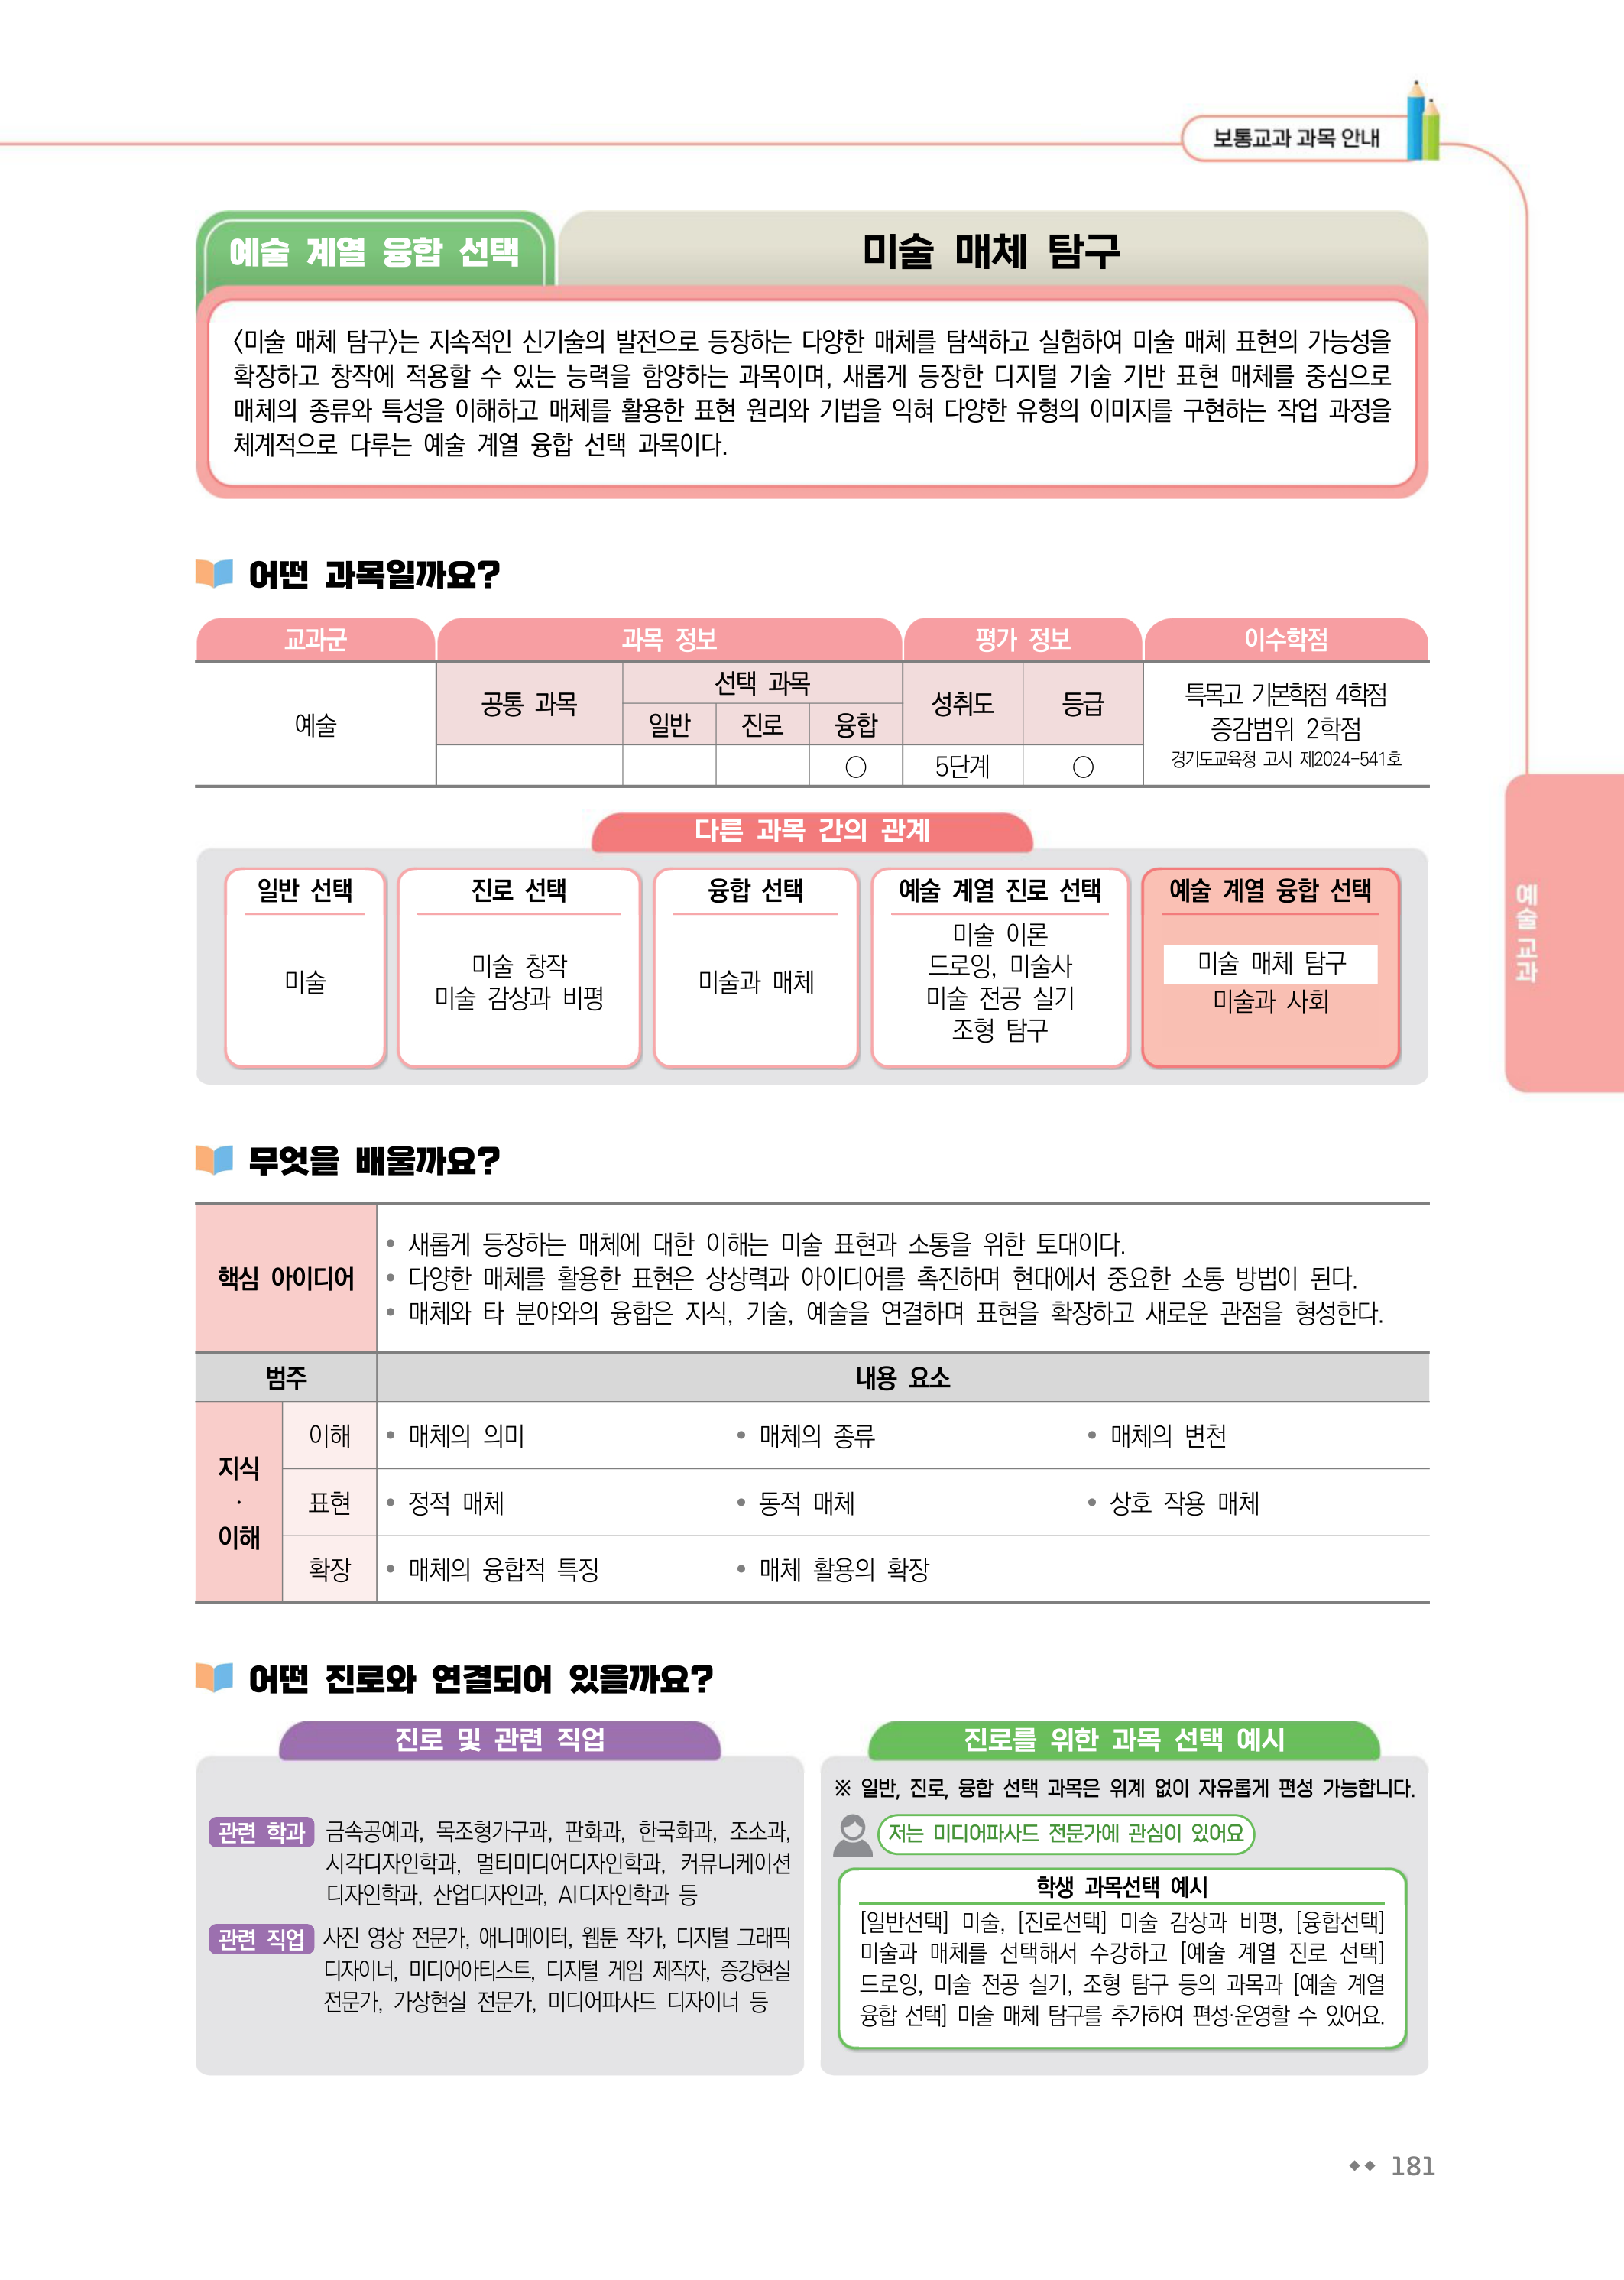 보통교과 과목 안내
예술 계열 융합 선택
미술 매체 탐구
<미술 매체 탐구>는 지속적인 신기술의 발전으로 등장하는 다양한 매체를 탐색하고 실험하여 미술 매체 표현의 가능성을
확장하고 창작에 적용할 수 있는 능력을 함양하는 과목이며, 새롭게 등장한 디지털 기술 기반 표현 매체를 중심으로
매체의 종류와 특성을 이해하고 매체를 활용한 표현 원리와 기법을 익혀 다양한 유형의 이미지를 구현하는 작업 과정을
체계적으로 다루는 예술 계열 융합 선택 과목이다.
어떤 과목일까요?
교과군 과목 정보 평가 정보 이수학점
예술
공통 과목
선택 과목
일반 진로 융합
성취도 등급
○ 5단계 ○
특목고 기본학점 4학점
증감범위 2학점
경기도교육청 고시 제2024-541호
다른 과목 간의 관계
일반 선택
미술
진로 선택
미술 창작
미술 감상과 비평
융합 선택
미술과 매체
예술 계열 진로 선택
미술 이론
드로잉, 미술사
미술 전공 실기
조형 탐구
예술 계열 융합 선택
미술 매체 탐구
미술과 사회
예술 교과
무엇을 배울까요?
핵심 아이디어
• 새롭게 등장하는 매체에 대한 이해는 미술 표현과 소통을 위한 토대이다.
• 다양한 매체를 활용한 표현은 상상력과 아이디어를 촉진하며 현대에서 중요한 소통 방법이 된다.
• 매체와 타 분야와의 융합은 지식, 기술, 예술을 연결하며 표현을 확장하고 새로운 관점을 형성한다.
범주 내용 요소
지식
·
이해
이해 • 매체의 의미 • 매체의 종류 • 매체의 변천
표현 • 정적 매체 • 동적 매체 • 상호 작용 매체
확장 • 매체의 융합적 특징 • 매체 활용의 확장
어떤 진로와 연결되어 있을까요?
진로 및 관련 직업
관련 학과 금속공예과, 목조형가구과, 판화과, 한국화과, 조소과,
시각디자인학과, 멀티미디어디자인학과, 커뮤니케이션
디자인학과, 산업디자인과, AI디자인학과 등
관련 직업 사진 영상 전문가, 애니메이터, 웹툰 작가, 디지털 그래픽
디자이너, 미디어아티스트, 디지털 게임 제작자, 증강현실
전문가, 가상현실 전문가, 미디어파사드 디자이너 등
진로를 위한 과목 선택 예시
※ 일반, 진로, 융합 선택 과목은 위계 없이 자유롭게 편성 가능합니다.
저는 미디어파사드 전문가에 관심이 있어요
학생 과목선택 예시
[일반선택] 미술, [진로선택] 미술 감상과 비평, [융합선택]
미술과 매체를 선택해서 수강하고 [예술 계열 진로 선택]
드로잉, 미술 전공 실기, 조형 탐구 등의 과목과 [예술 계열
융합 선택] 미술 매체 탐구를 추가하여 편성·운영할 수 있어요.
◆◆ 181